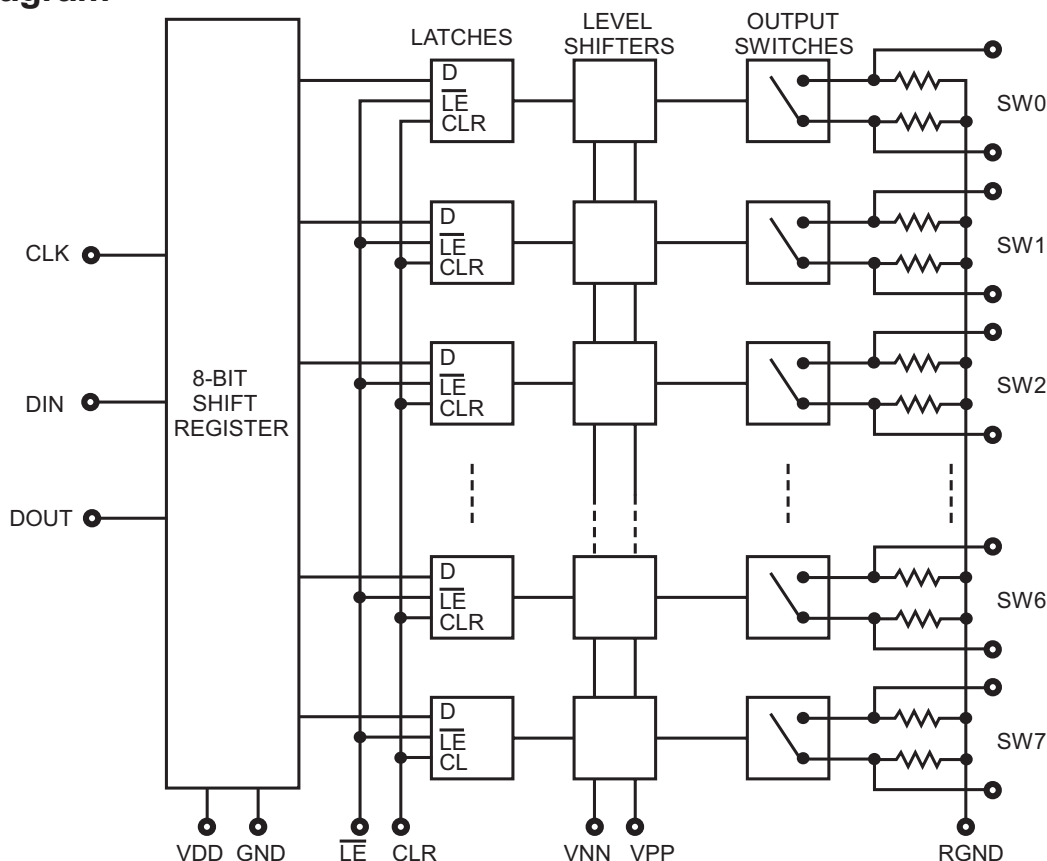 LATCHES
LEVEL
SHIFTERS
OUTPUT
SWITCHES
D
LE
CLR
SW0
D
LE
CLR
SW1
CLK
D
LE
CLR
SW2
8-BIT
SHIFT
REGISTER
DIN
DOUT
D
LE
CLR
SW6
D
LE
CL
SW7
VDD GND LE CLR VNN VPP RGND